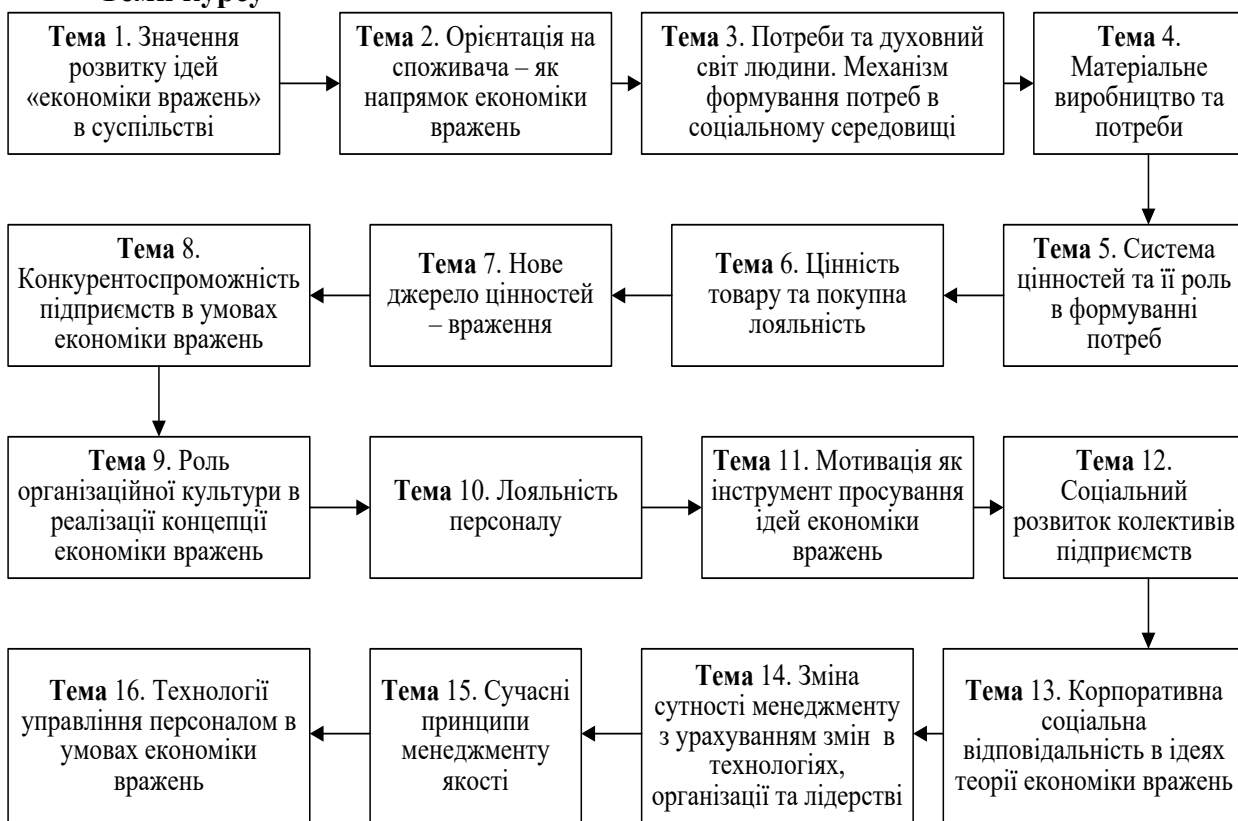 Теми курсу
Тема 1. Значення
розвитку ідей
«економіки вражень»
в суспільстві
Тема 2. Орієнтація на
споживача – як
напрямок економіки
вражень
Тема 3. Потреби та духовний
світ людини. Механізм
формування потреб в
соціальному середовищі
Тема 4.
Матеріальне
виробництво та
потреби
Тема 5. Система
цінностей та її роль
в формуванні
потреб
Тема 6. Цінність
товару та покупна
лояльність
Тема 7. Нове
джерело цінностей
– враження
Тема 8.
Конкурентоспроможність
підприємств в умовах
економіки вражень
Тема 9. Роль
організаційної культури в
реалізації концепції
економіки вражень
Тема 10. Лояльність
персоналу
Тема 11. Мотивація як
інструмент просування
ідей економіки
вражень
Тема 12.
Соціальний
розвиток колективів
підприємств
Тема 13. Корпоративна
соціальна
відповідальність в ідеях
теорії економіки вражень
Тема 14. Зміна
сутності менеджменту
з урахуванням змін в
технологіях,
організації та лідерстві
Тема 15. Сучасні
принципи
менеджменту
якості
Тема 16. Технології
управління персоналом в
умовах економіки
вражень